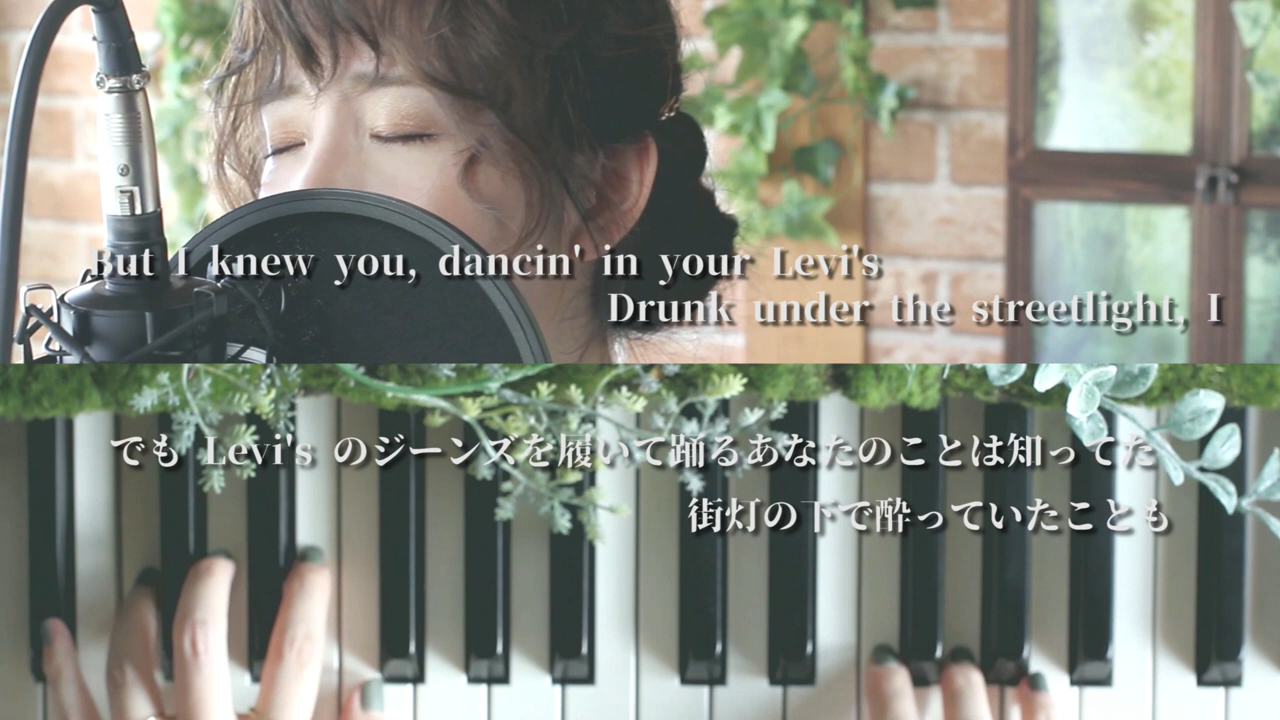 But I knew you, dancin' in your Levi's
Drunk under the streetlight, I
でも Levi's のジーンズを履いて踊るあなたのことは知ってた
街灯の下で酔っていたことも